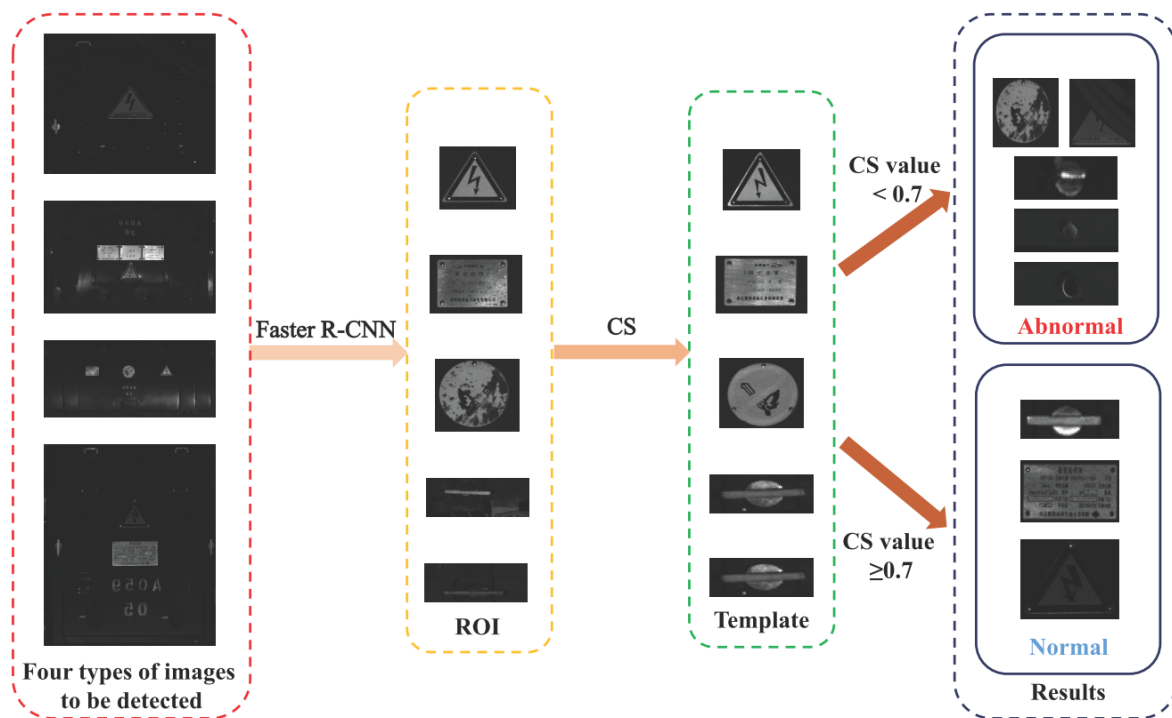 Four types of images
to be detected
Faster R-CNN
ROI
CS
Template
CS value
< 0.7
CS value
≥0.7
Abnormal
Normal
Results